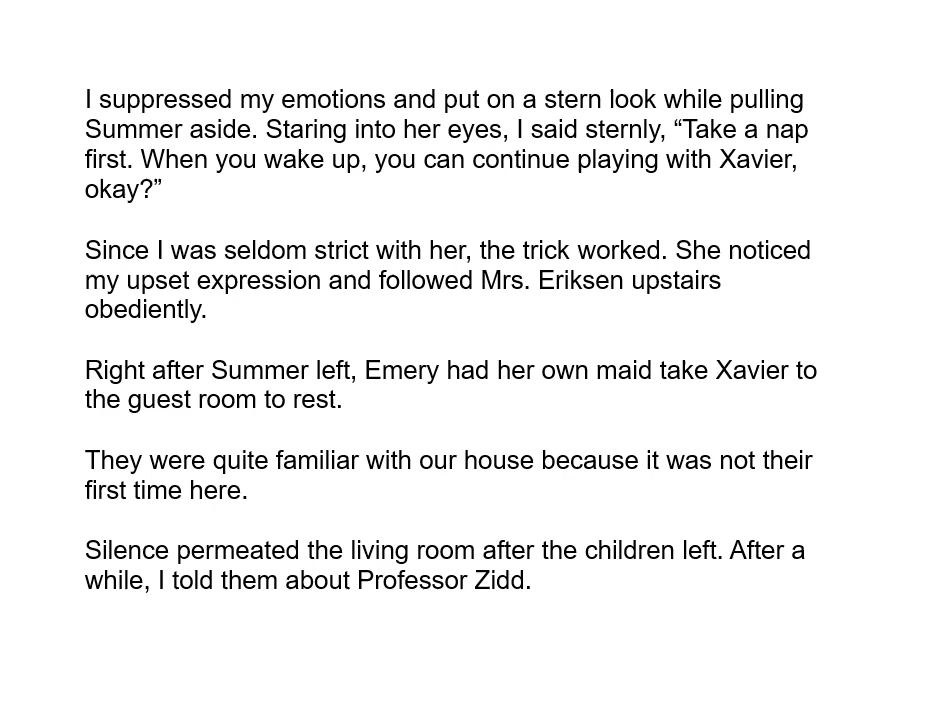 I suppressed my emotions and put on a stern look while pulling
Summer aside. Staring into her eyes, I said sternly, “Take a nap
first. When you wake up, you can continue playing with Xavier,
okay?”
Since I was seldom strict with her, the trick worked. She noticed
my upset expression and followed Mrs. Eriksen upstairs
obediently.
Right after Summer left, Emery had her own maid take Xavier to
the guest room to rest.
They were quite familiar with our house because it was not their
first time here.
Silence permeated the living room after the children left. After a
while, I told them about Professor Zidd.